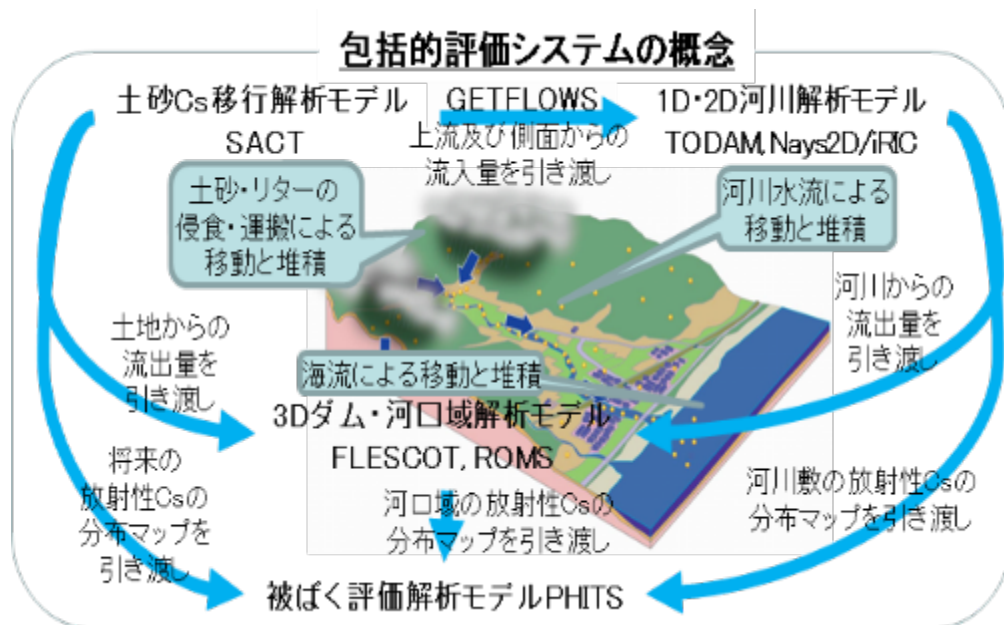 包括的評価システムの概念
土砂Cs移行解析モデル
SACT
GETFLOWS
上流及び側面からの
流入量を引き渡し
1D・2D河川解析モデル
TODAM,Nays2D/iRIC
土砂・リターの
侵食・運搬による
移動と堆積
河川水流による
移動と堆積
土地からの
流出量を
引き渡し
河川からの
流出量を
引き渡し
海流による移動と堆積
3Dダム・河口域解析モデル
FLESCOT, ROMS
将来の
放射性Csの
分布マップを
引き渡し
河口域の放射性Csの
分布マップを引き渡し
河川敷の放射性Csの
分布マップを引き渡し
被ばく評価解析モデルPHITS